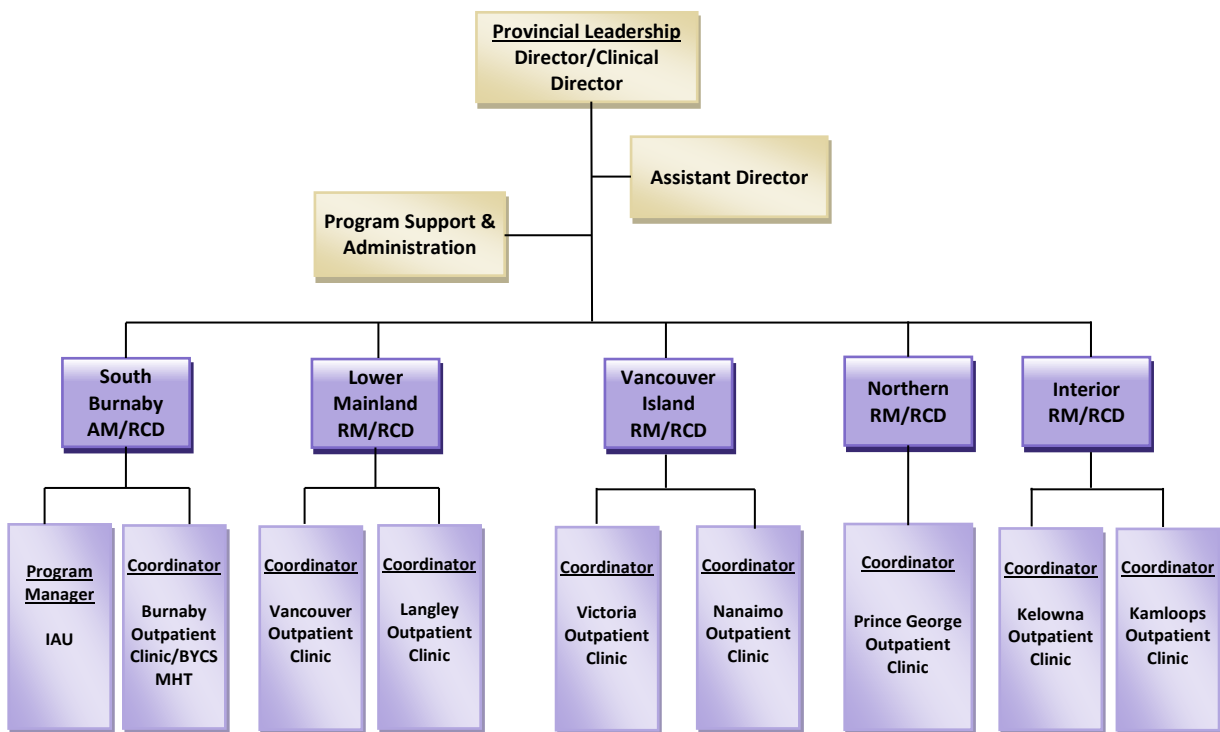 Provincial Leadership
Director/Clinical
Director
Assistant Director
Program Support &
Administration
South
Burnaby
AM/RCD
Lower
Mainland
RM/RCD
Vancouver
Island
RM/RCD
Northern
RM/RCD
Interior
RM/RCD
Program
Manager
IAU
Coordinator
Burnaby
Outpatient
Clinic/BYCS
MHT
Coordinator
Vancouver
Outpatient
Clinic
Coordinator
Langley
Outpatient
Clinic
Coordinator
Victoria
Outpatient
Clinic
Coordinator
Nanaimo
Outpatient
Clinic
Coordinator
Prince George
Outpatient
Clinic
Coordinator
Kelowna
Outpatient
Clinic
Coordinator
Kamloops
Outpatient
Clinic